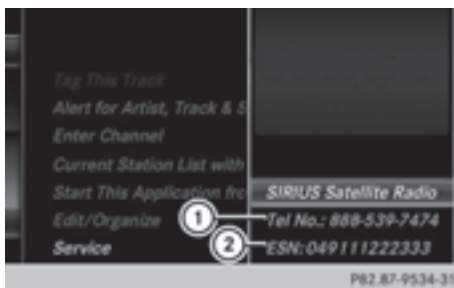 Tag This Track
Alert for Artist, Track & S
Enter Channel
Current Station List with
Start This Application fro
Edit/Organize
Service
SIRIUS Satellite Radio
1 Tel No.: 888-539-7474
2 ESN:049111222333
P82.87-9534-31